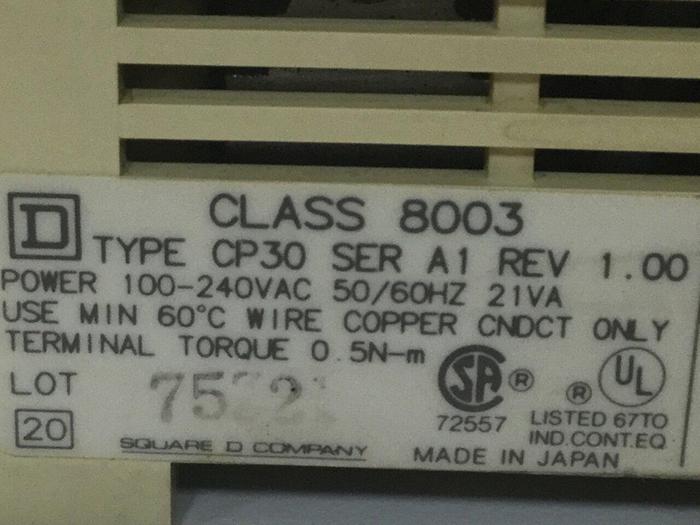 D
CLASS 8003
TYPE CP30 SER A1 REV 1.00
POWER 100-240VAC 50/60HZ 21VA
USE MIN 60°C WIRE COPPER CNDCT ONLY
TERMINAL TORQUE 0.5N-m
LOT
SA ®
® UL
72557 LISTED 67TO
IND.CONT.EQ
20
SQUARE D COMPANY
MADE IN JAPAN